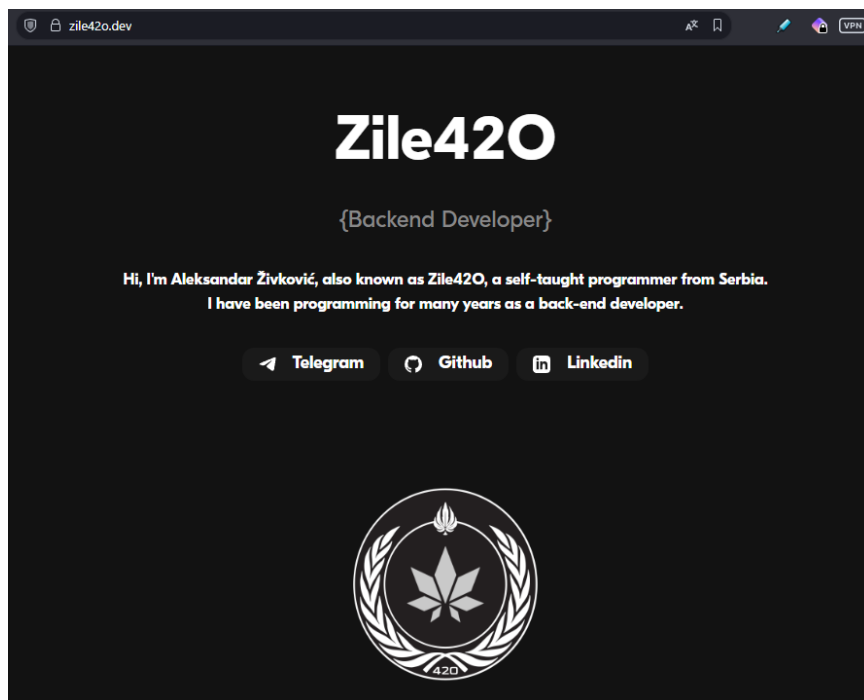 zile42o.dev
VPN
Zile42O
{Backend Developer}
Hi, I'm Aleksandar Živković, also known as Zile42O, a self-taught programmer from Serbia.
I have been programming for many years as a back-end developer.
Telegram Github Linkedin
420